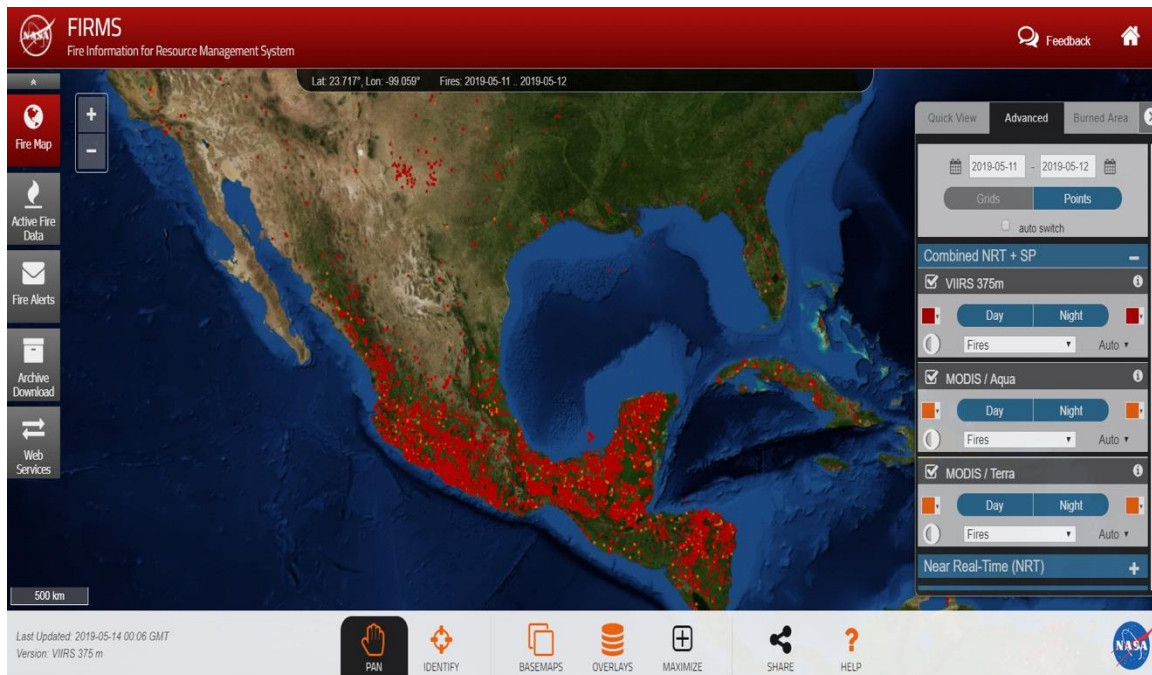 NASA
FIRMS
Fire Information for Resource Management System
Feedback
Lat: 23.717°, Lon: -99.059° Fires: 2019-05-11 .. 2019-05-12
Fire Map
Active Fire
Data
Fire Alerts
Archive
Download
Web
Services
+
−
Quick View Advanced Burned Area
2019-05-11 - 2019-05-12
Grids Points
auto switch
Combined NRT + SP −
VIIRS 375m
Day Night
Fires Auto
MODIS / Aqua
Day Night
Fires Auto
MODIS / Terra
Day Night
Fires Auto
Near Real-Time (NRT) +
500 km
Last Updated: 2019-05-14 00:06 GMT
Version: VIIRS 375 m
PAN
IDENTIFY
BASEMAPS
OVERLAYS
MAXIMIZE
SHARE
?
HELP
NASA